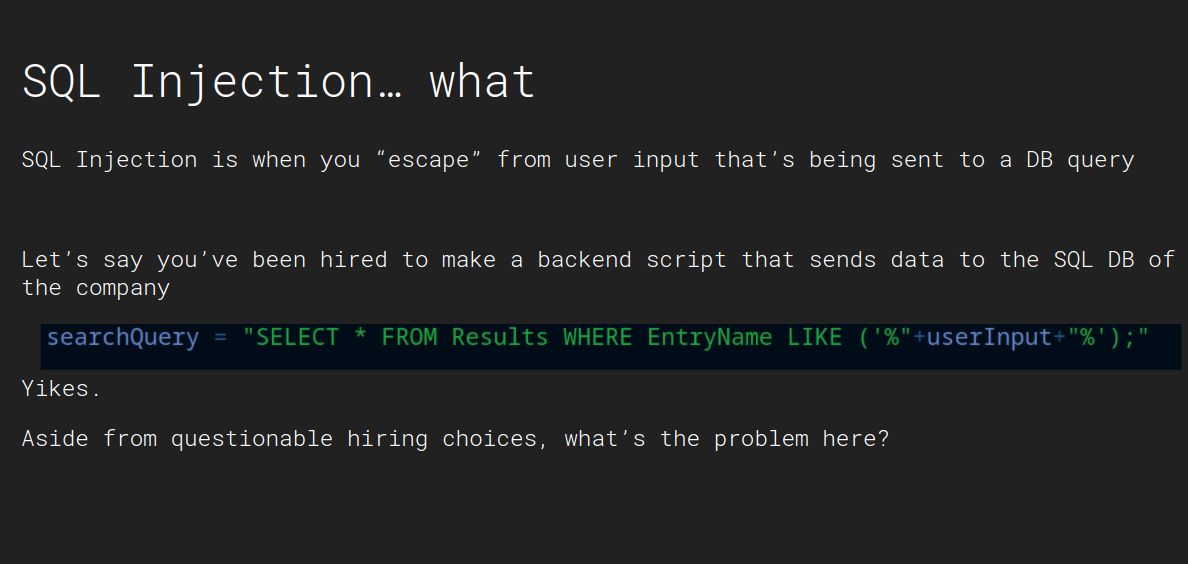 SQL Injection… what
SQL Injection is when you “escape” from user input that’s being sent to a DB query
Let’s say you’ve been hired to make a backend script that sends data to the SQL DB of
the company
searchQuery = "SELECT * FROM Results WHERE EntryName LIKE ('%"+userInput+"%');"
Yikes.
Aside from questionable hiring choices, what’s the problem here?